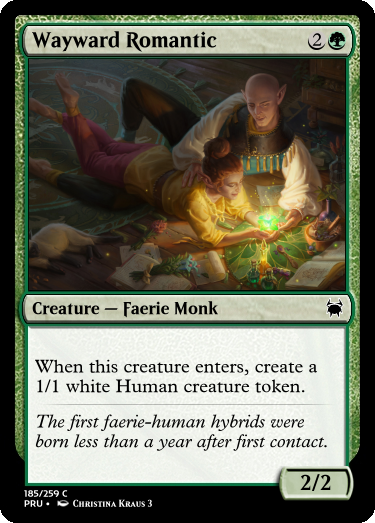 Wayward Romantic 2
Creature — Faerie Monk
When this creature enters, create a
1/1 white Human creature token.
The first faerie-human hybrids were
born less than a year after first contact.
2/2
185/259 C
PRU • Christina Kraus 3